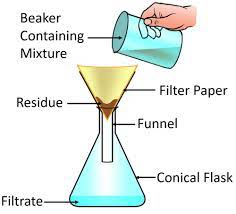 Beaker
Containing
Mixture
Filter Paper
Residue
Funnel
Conical Flask
Filtrate